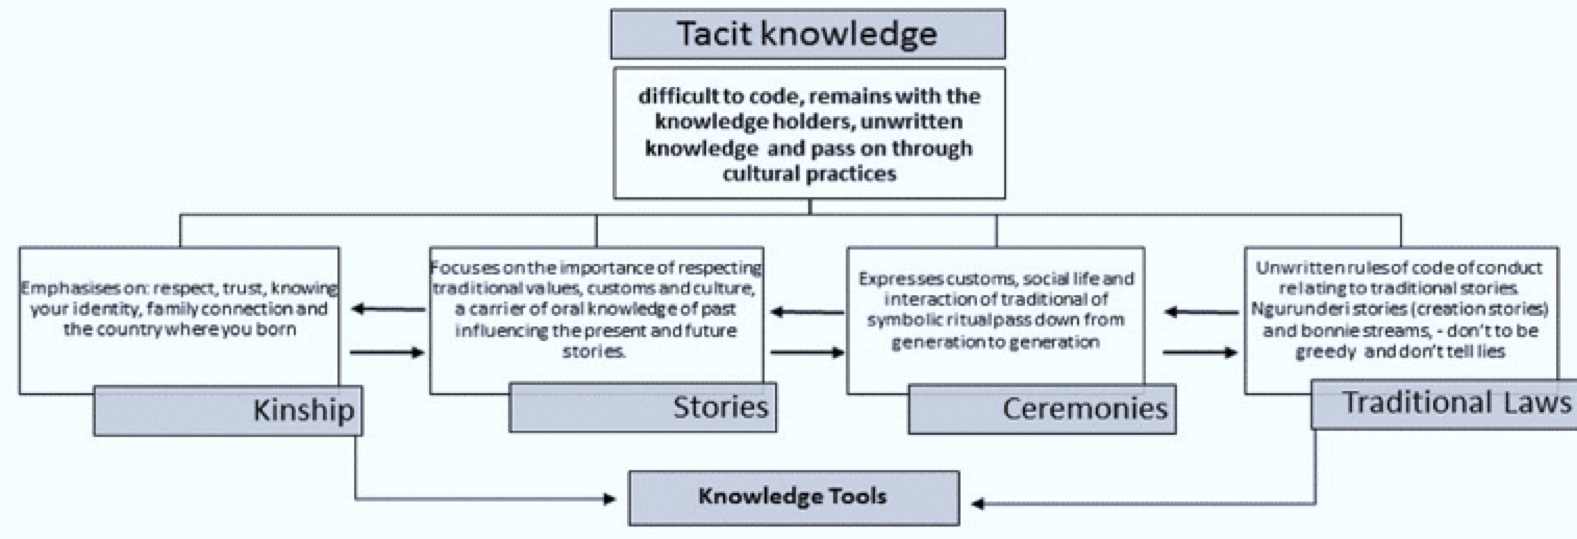 Tacit knowledge
difficult to code, remains with the
knowledge holders, unwritten
knowledge and pass on through
cultural practices
Emphasises on: respect, trust, knowing
your identity, family connection and
the country where you born
Kinship
Focuses on the importance of respecting
traditional values, customs and culture,
a carrier of oral knowledge of past
influencing the present and future
stories.
Stories
Expresses customs, social life and
interaction of traditional of
symbolic ritual pass down from
generation to generation
Ceremonies
Unwritten rules of code of conduct
relating to traditional stories.
Ngurunderi stories (creation stories)
and bonnie streams, - don't to be
greedy and don't tell lies
Traditional Laws
Knowledge Tools